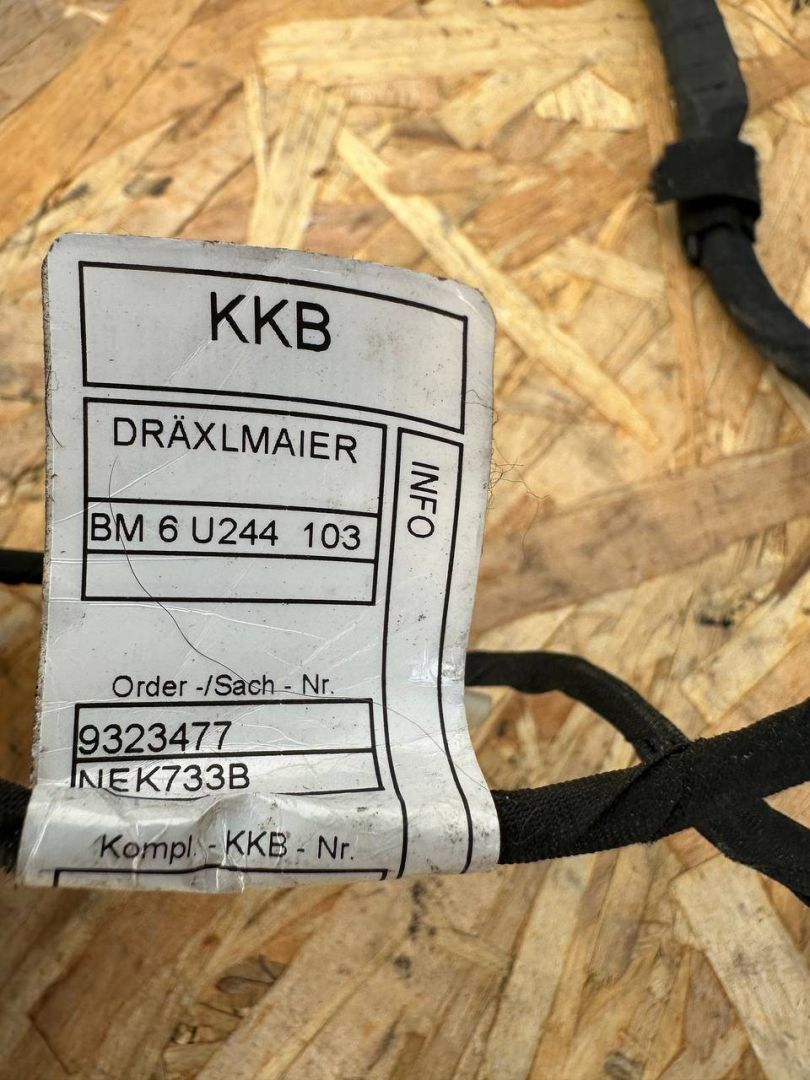 KKB
DRÄXLMAIER
INFO
BM 6 U244 103
Order -/Sach - Nr.
9323477
NEK733B
Kompl. - KKB - Nr.